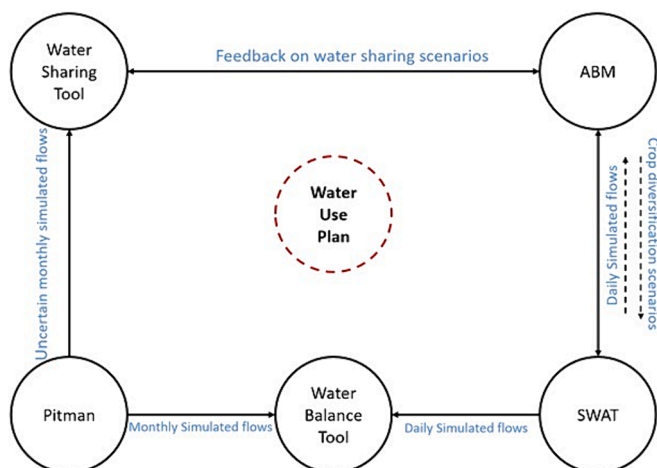 Water
Sharing
Tool
Feedback on water sharing scenarios
ABM
Uncertain monthly simulated flows
Water
Use
Plan
Daily Simulated flows
Crop diversification scenarios
Pitman
Monthly Simulated flows
Water
Balance
Tool
Daily Simulated flows
SWAT